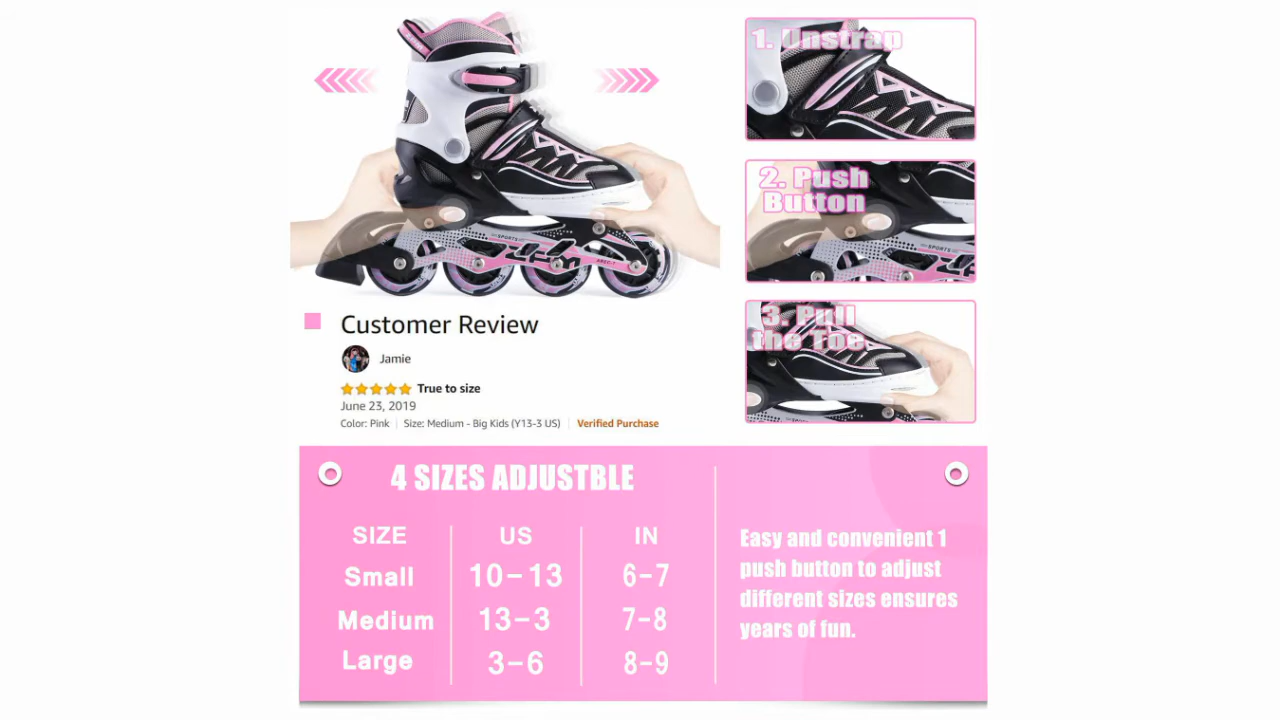 1. Unstrap
2. Push
Button
SPORTS
3. Pull
the Toe
Customer Review
Jamie
True to size
June 23, 2019
Color: Pink | Size: Medium - Big Kids (Y13-3 US) | Verified Purchase
4 SIZES ADJUSTBLE
SIZE US IN
Small 10-13 6-7
Medium 13-3 7-8
Large 3-6 8-9
Easy and convenient 1
push button to adjust
different sizes ensures
years of fun.